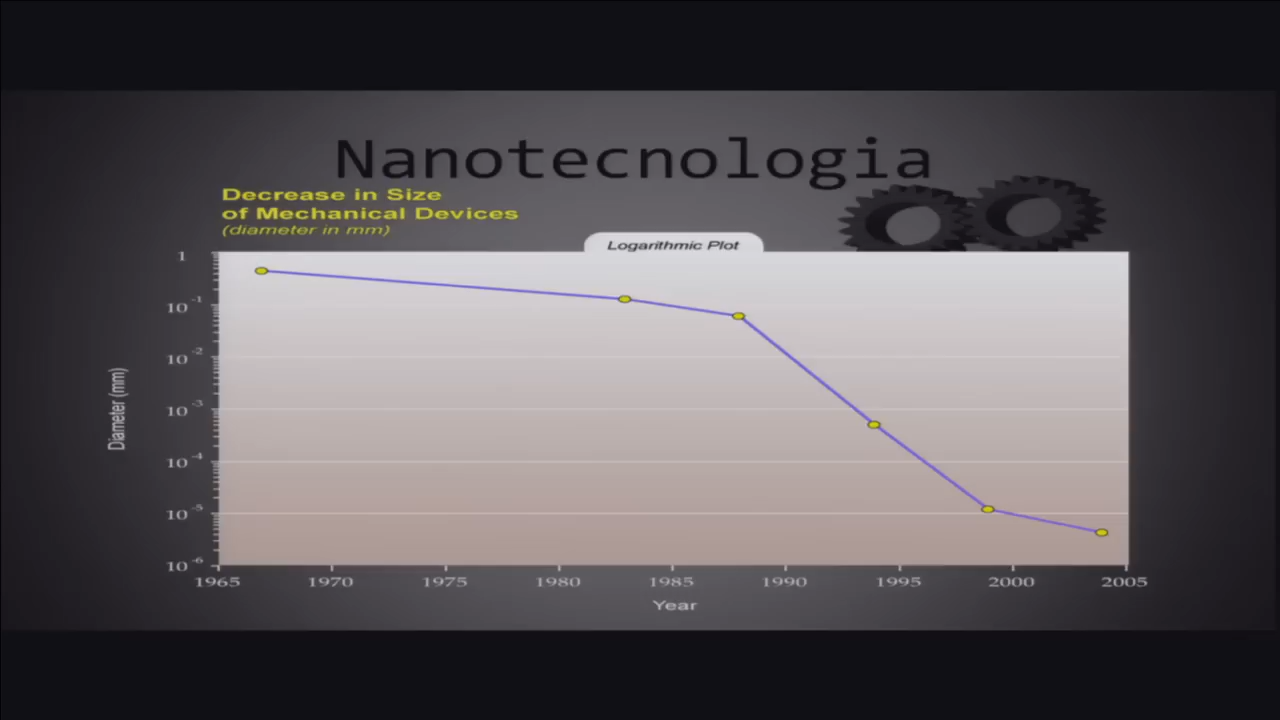 Nanotecnologia
Decrease in Size
of Mechanical Devices
(diameter in mm)
Logarithmic Plot
1
10 -1
10 -2
10 -3
10 -4
10 -5
10 -6
Diameter (mm)
1965 1970 1975 1980 1985 1990 1995 2000 2005
Year